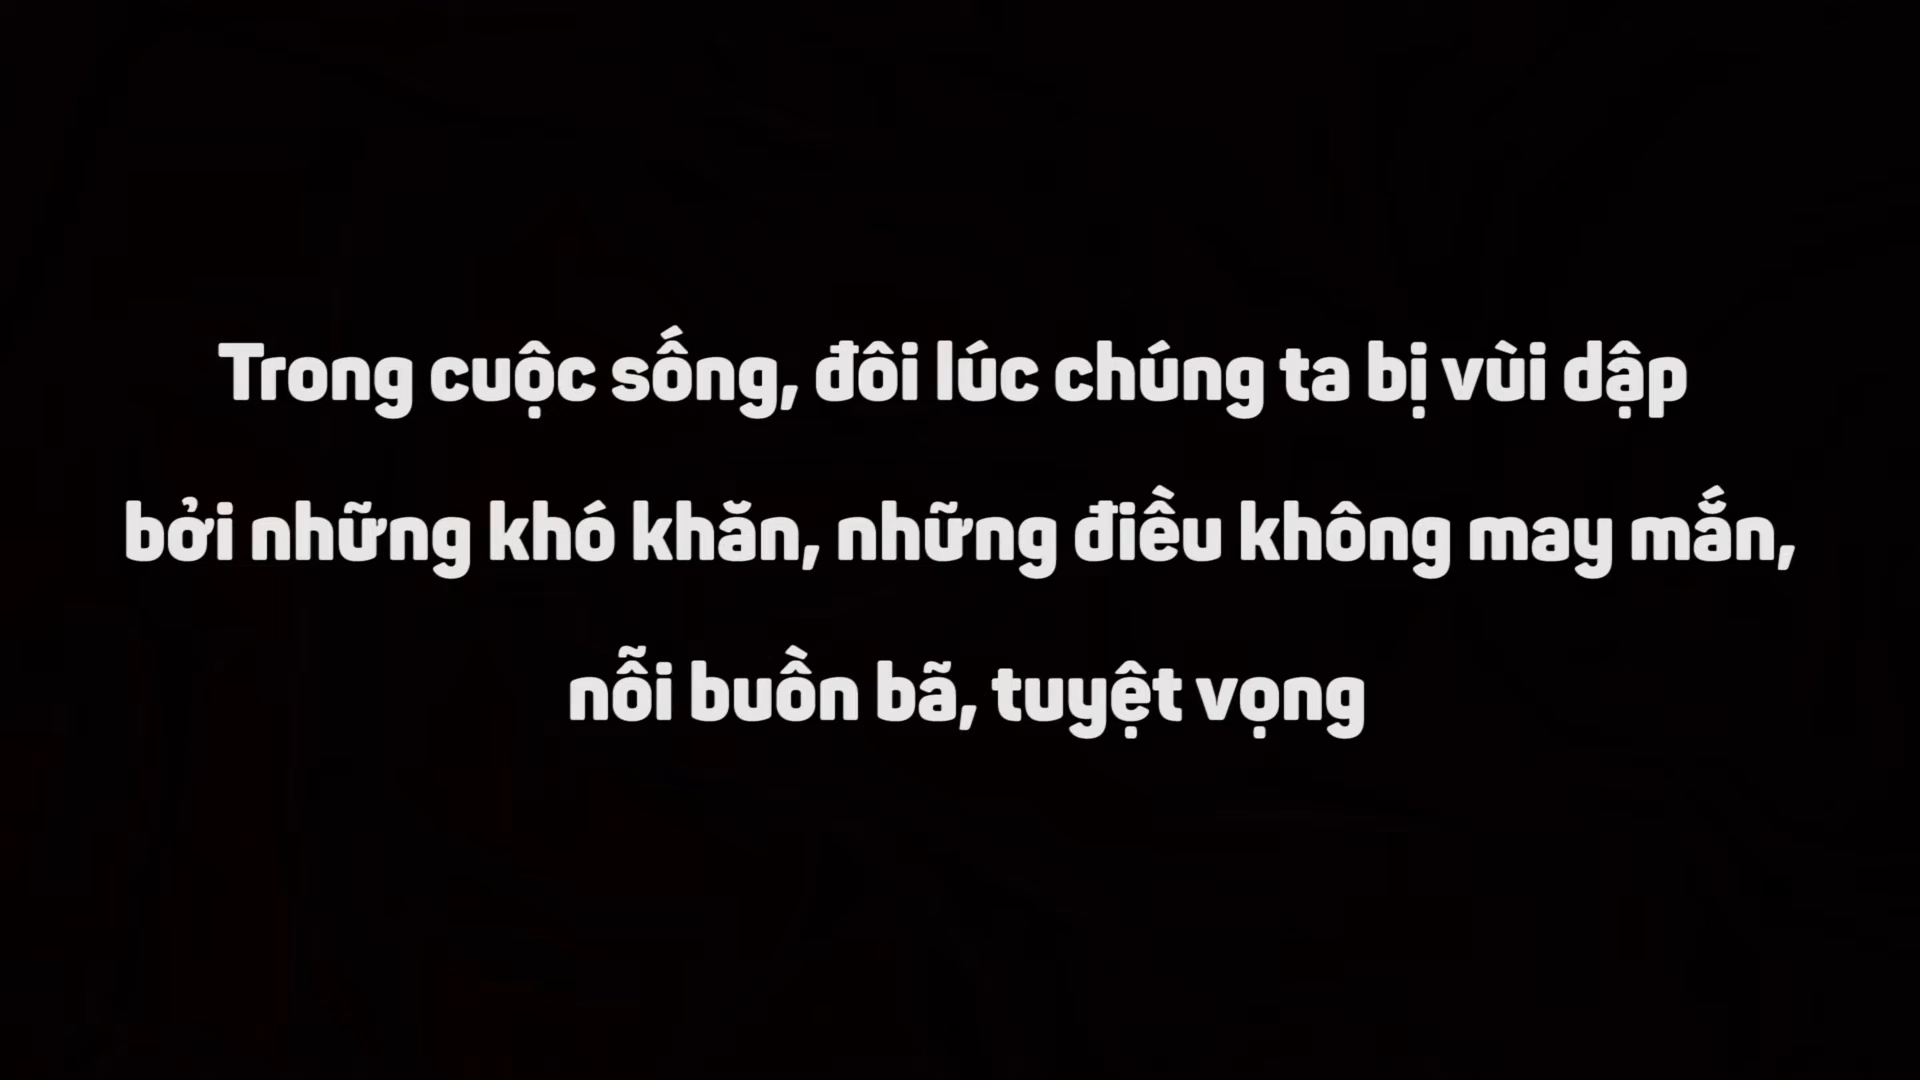 Trong cuộc sống, đôi lúc chúng ta bị vùi dập
bởi những khó khăn, những điều không may mắn,
nỗi buồn bã, tuyệt vọng